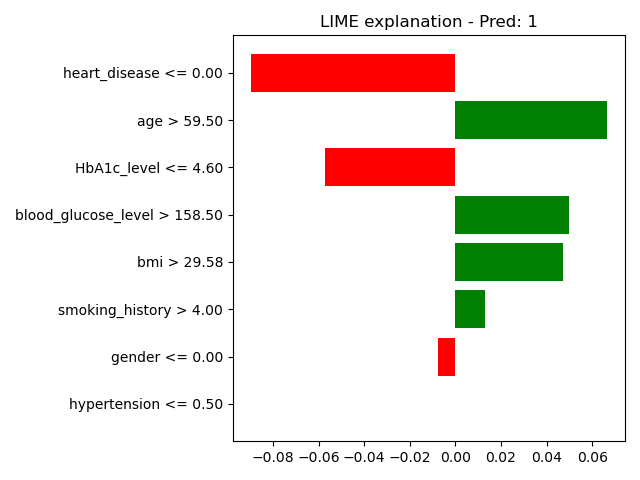 LIME explanation - Pred: 1
heart_disease <= 0.00
age > 59.50
HbA1c_level <= 4.60
blood_glucose_level > 158.50
bmi > 29.58
smoking_history > 4.00
gender <= 0.00
hypertension <= 0.50
−0.08 −0.06 −0.04 −0.02 0.00 0.02 0.04 0.06